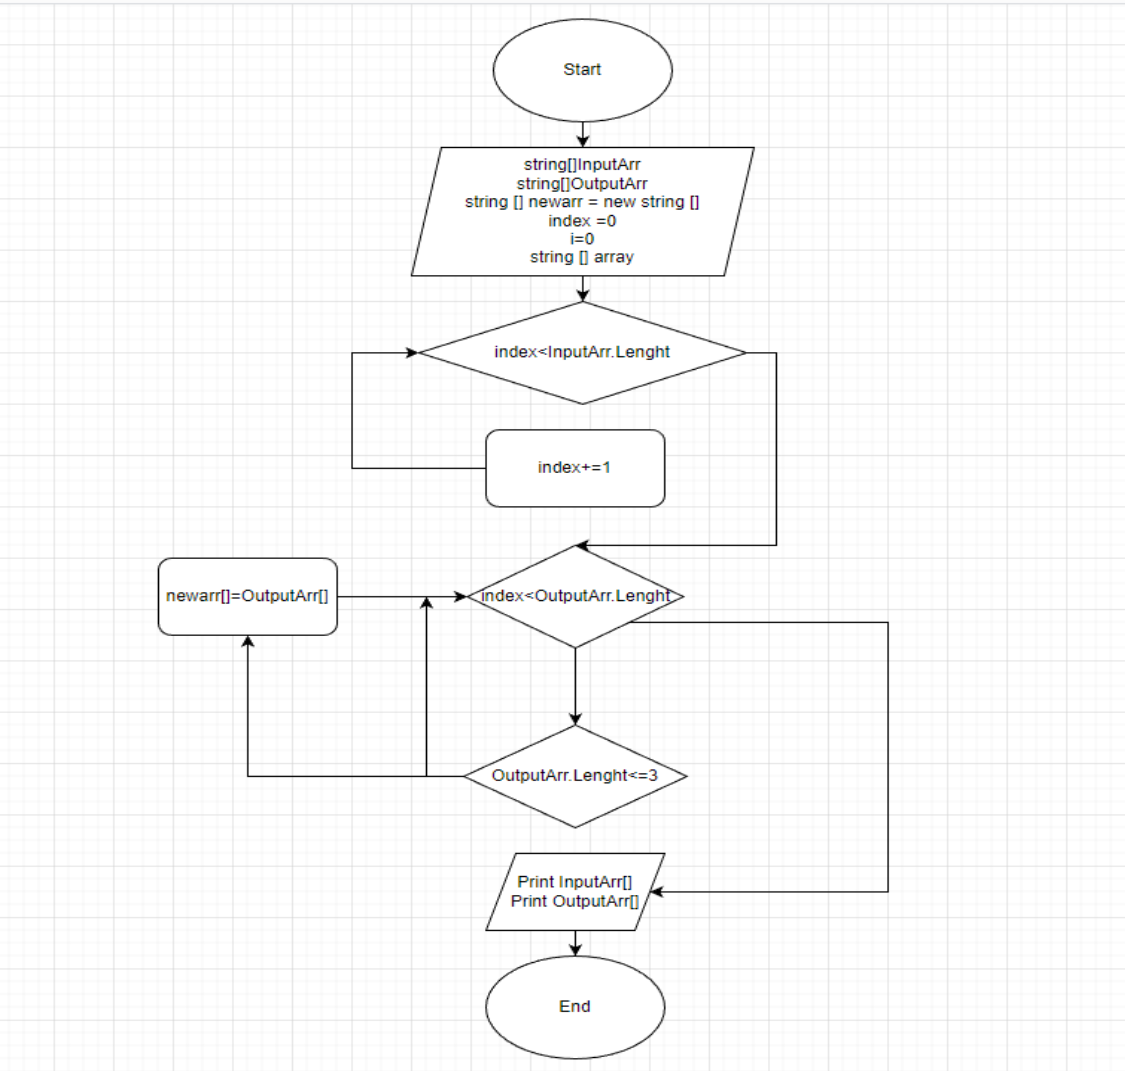 Start
string[]InputArr
string[]OutputArr
string [] newarr = new string []
index =0
i=0
string [] array
index<InputArr.Lenght
index+=1
newarr[]=OutputArr[]
index<OutputArr.Lenght
OutputArr.Lenght<=3
Print InputArr[]
Print OutputArr[]
End